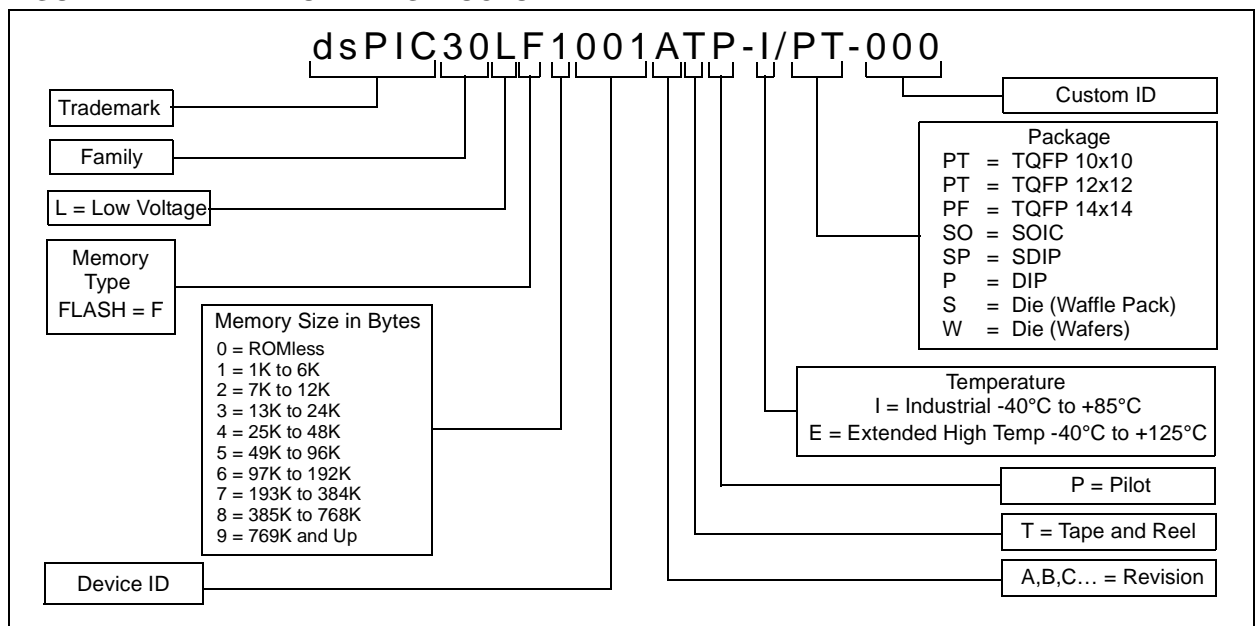 dsPIC30LF1001ATP-I/PT-000
Trademark
Family
L = Low Voltage
Memory
Type
FLASH = F
Memory Size in Bytes
0 = ROMless
1 = 1K to 6K
2 = 7K to 12K
3 = 13K to 24K
4 = 25K to 48K
5 = 49K to 96K
6 = 97K to 192K
7 = 193K to 384K
8 = 385K to 768K
9 = 769K and Up
Device ID
Custom ID
Package
PT = TQFP 10x10
PT = TQFP 12x12
PF = TQFP 14x14
SO = SOIC
SP = SDIP
P = DIP
S = Die (Waffle Pack)
W = Die (Wafers)
Temperature
I = Industrial -40°C to +85°C
E = Extended High Temp -40°C to +125°C
P = Pilot
T = Tape and Reel
A,B,C… = Revision